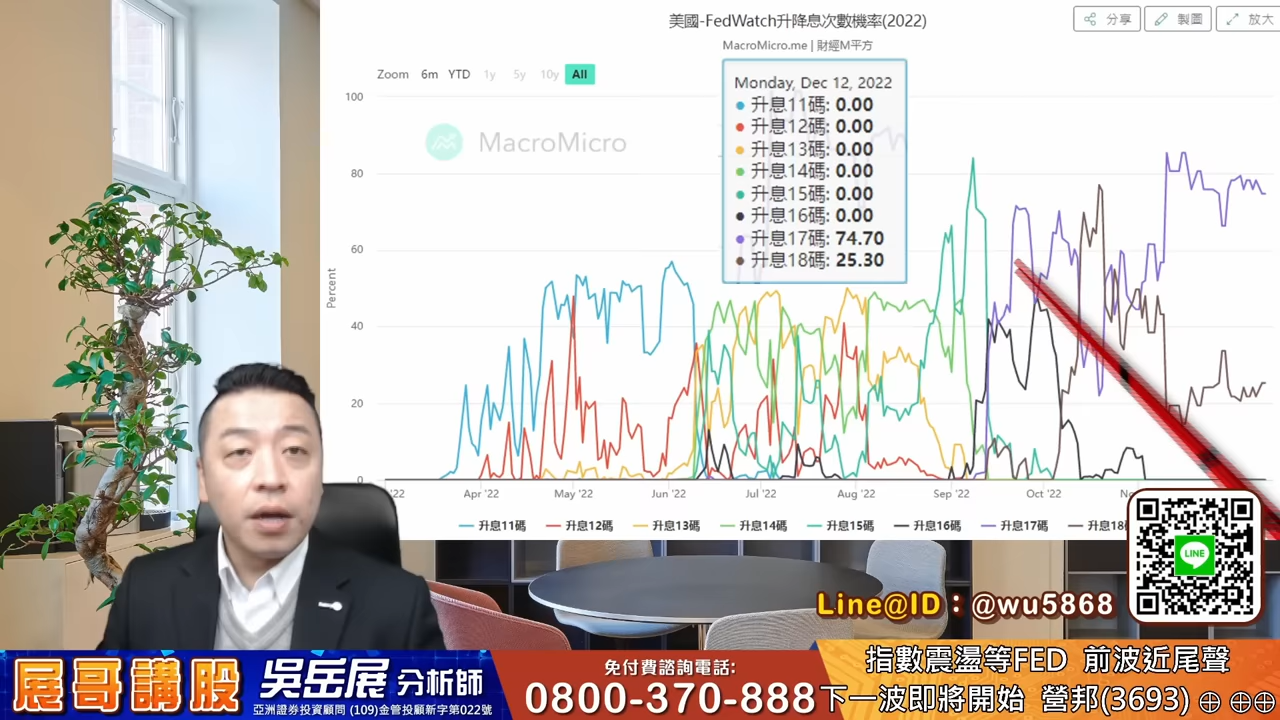 美國-FedWatch升降息次數機率(2022)
MacroMicro.me | 財經M平方
分享
製圖
放大
Zoom 6m YTD 1y 5y 10y All
MacroMicro
Monday, Dec 12, 2022
升息11碼: 0.00
升息12碼: 0.00
升息13碼: 0.00
升息14碼: 0.00
升息15碼: 0.00
升息16碼: 0.00
升息17碼: 74.70
升息18碼: 25.30
Percent
100
80
60
40
20
0
'22 Apr '22 May '22 Jun '22 Jul '22 Aug '22 Sep '22 Oct '22
升息11碼 升息12碼 升息13碼 升息14碼 升息15碼 升息16碼 升息17碼 升息18
LINE
Line@ID:@wu5868
展哥講股
吳岳展 分析師
亞洲證券投資顧問 (109)金管投顧新字第022號
免付費諮詢電話:
0800-370-888
指數震盪等FED 前波近尾聲
下一波即將開始 營邦(3693)